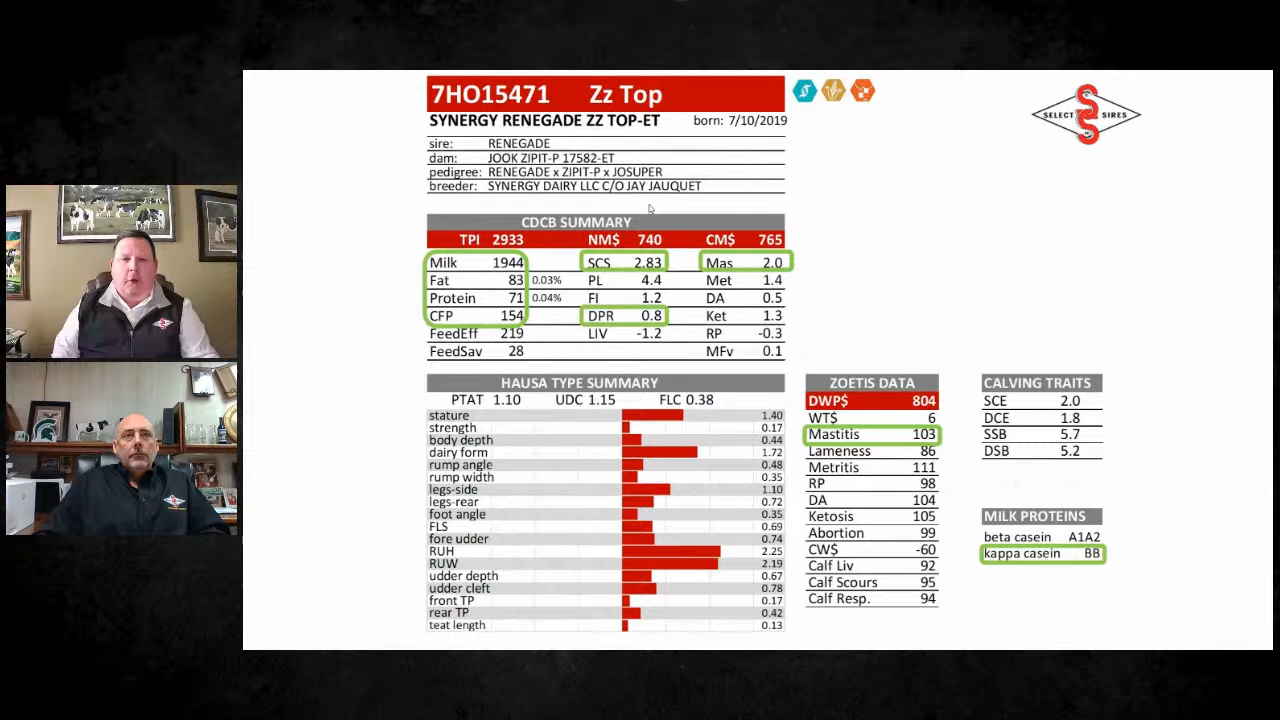 7HO15471 Zz Top
SYNERGY RENEGADE ZZ TOP-ET born: 7/10/2019
sire: RENEGADE
dam: JOOK ZIPIT-P 17582-ET
pedigree: RENEGADE x ZIPIT-P x JOSUPER
breeder: SYNERGY DAIRY LLC C/O JAY JAUQUET
SELECT SIRES
CDCB SUMMARY
TPI 2933 NM$ 740 CM$ 765
Milk 1944 SCS 2.83 Mas 2.0
Fat 83 0.03% PL 4.4 Met 1.4
Protein 71 0.04% FI 1.2 DA 0.5
CFP 154 DPR 0.8 Ket 1.3
FeedEff 219 LIV -1.2 RP -0.3
FeedSav 28 MFv 0.1
HAUSA TYPE SUMMARY
PTAT 1.10 UDC 1.15 FLC 0.38
stature 1.40
strength 0.17
body depth 0.44
dairy form 1.72
rump angle 0.48
rump width 0.35
legs-side 1.10
legs-rear 0.72
foot angle 0.35
FLS 0.69
fore udder 0.74
RUH 2.25
RUW 2.19
udder depth 0.67
udder cleft 0.78
front TP 0.17
rear TP 0.42
teat length 0.13
ZOETIS DATA
DWP$ 804
WT$ 6
Mastitis 103
Lameness 86
Metritis 111
RP 98
DA 104
Ketosis 105
Abortion 99
CW$ -60
Calf Liv 92
Calf Scours 95
Calf Resp. 94
CALVING TRAITS
SCE 2.0
DCE 1.8
SSB 5.7
DSB 5.2
MILK PROTEINS
beta casein A1A2
kappa casein BB